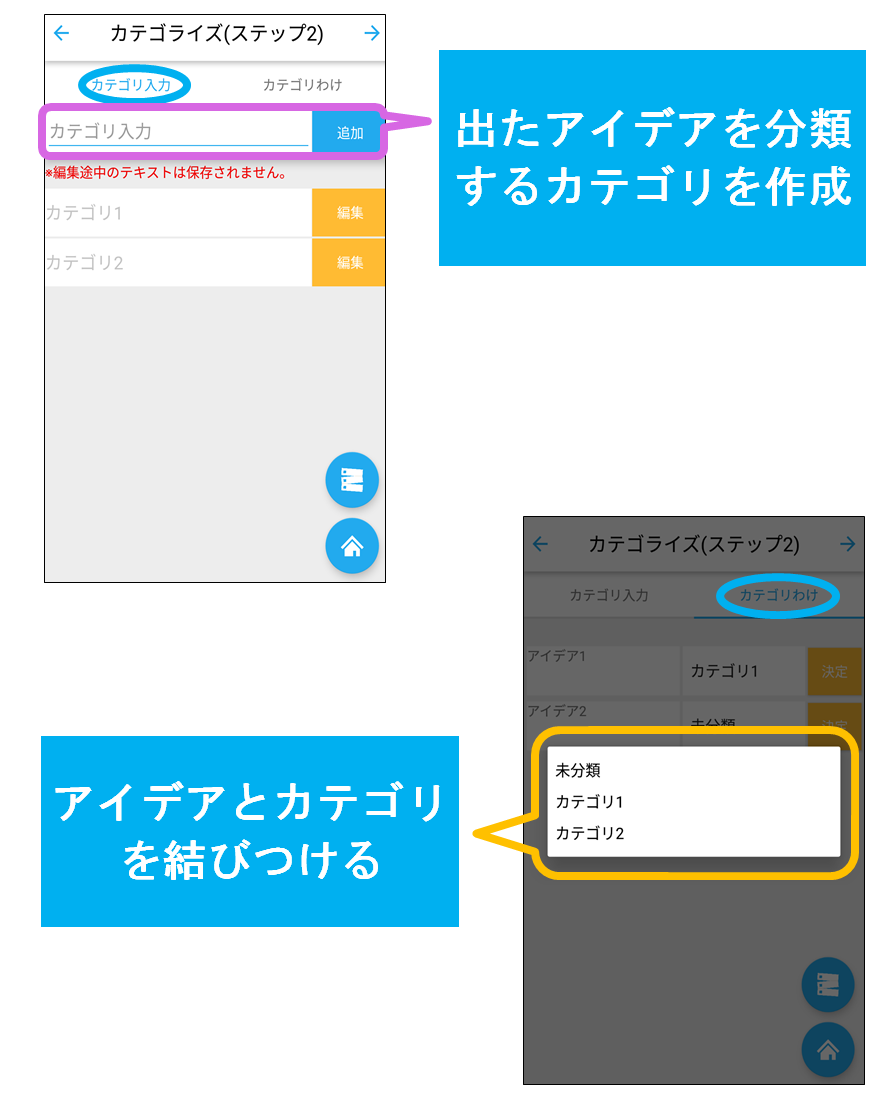 カテゴライズ(ステップ2)
カテゴリ入力 カテゴリわけ
カテゴリ入力 追加
※編集途中のテキストは保存されません。
カテゴリ1 編集
カテゴリ2 編集
出たアイデアを分類
するカテゴリを作成
カテゴライズ(ステップ2)
カテゴリ入力 カテゴリわけ
アイデア1 カテゴリ1 決定
アイデア2 未分類 決定
未分類
カテゴリ1
カテゴリ2
アイデアとカテゴリ
を結びつける